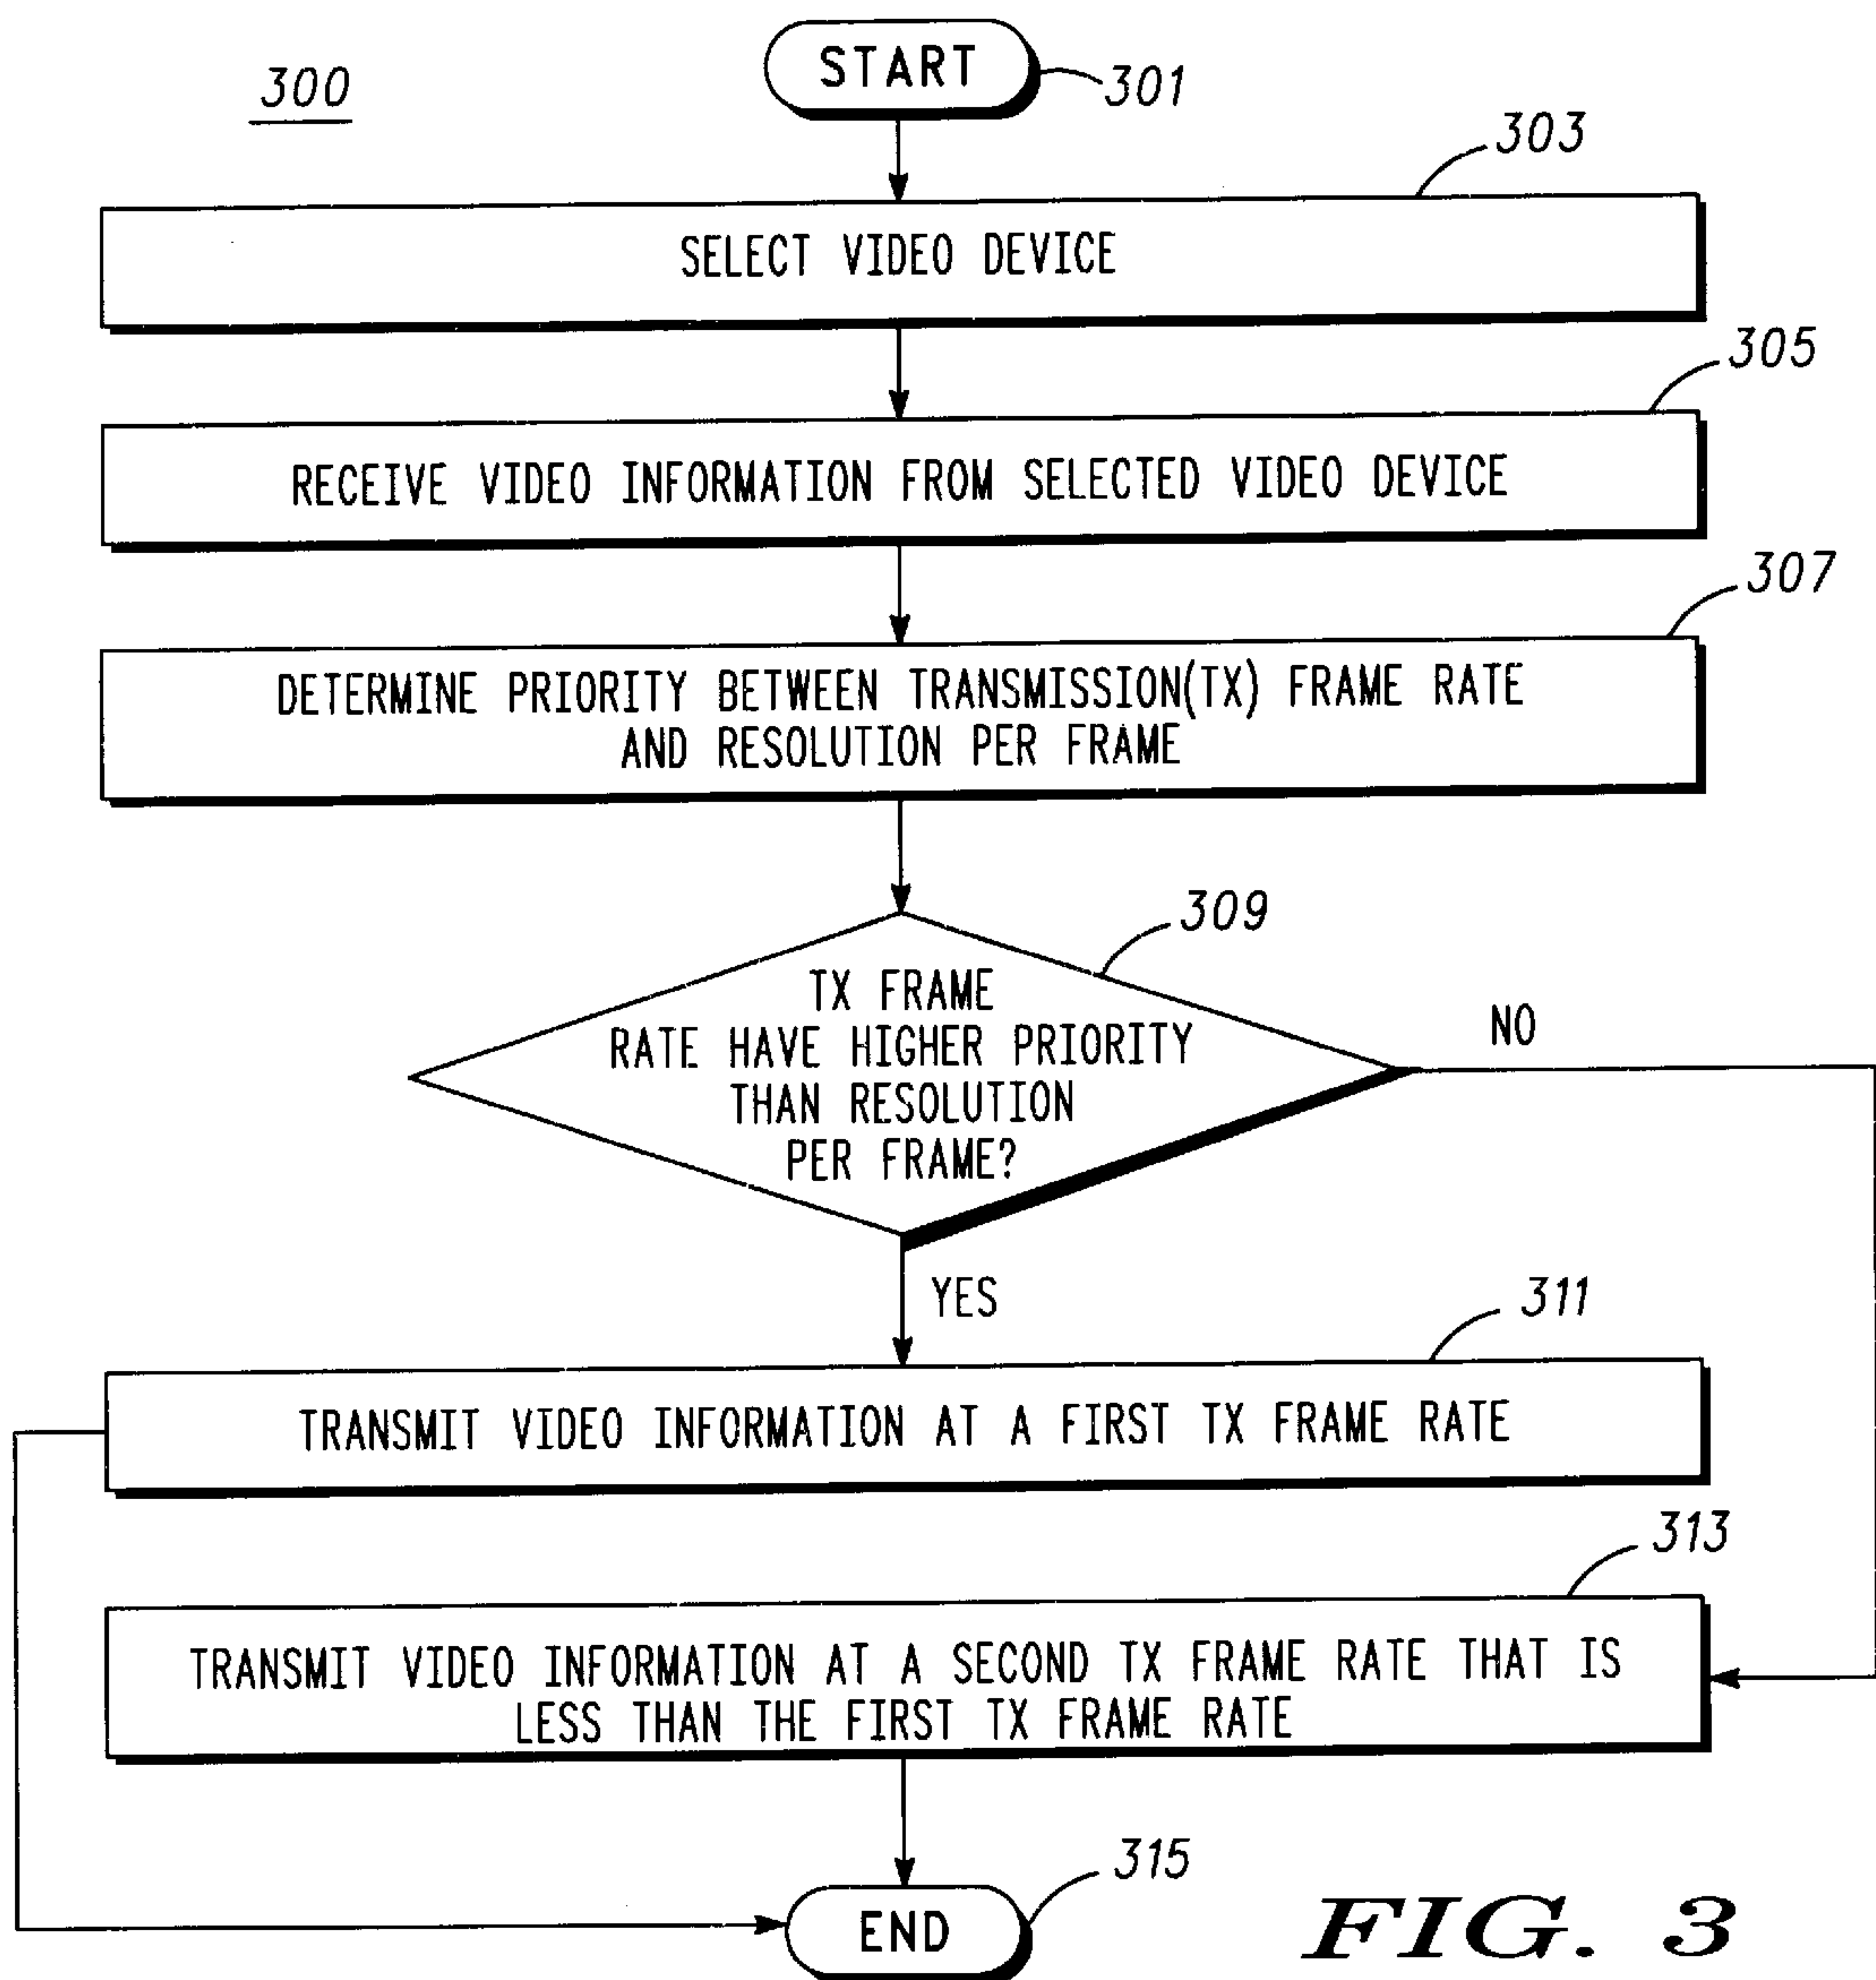 300
START
301
303
SELECT VIDEO DEVICE
305
RECEIVE VIDEO INFORMATION FROM SELECTED VIDEO DEVICE
307
DETERMINE PRIORITY BETWEEN TRANSMISSION(TX) FRAME RATE
AND RESOLUTION PER FRAME
309
TX FRAME
RATE HAVE HIGHER PRIORITY
THAN RESOLUTION
PER FRAME?
NO
YES
311
TRANSMIT VIDEO INFORMATION AT A FIRST TX FRAME RATE
313
TRANSMIT VIDEO INFORMATION AT A SECOND TX FRAME RATE THAT IS
LESS THAN THE FIRST TX FRAME RATE
315
END
FIG. 3